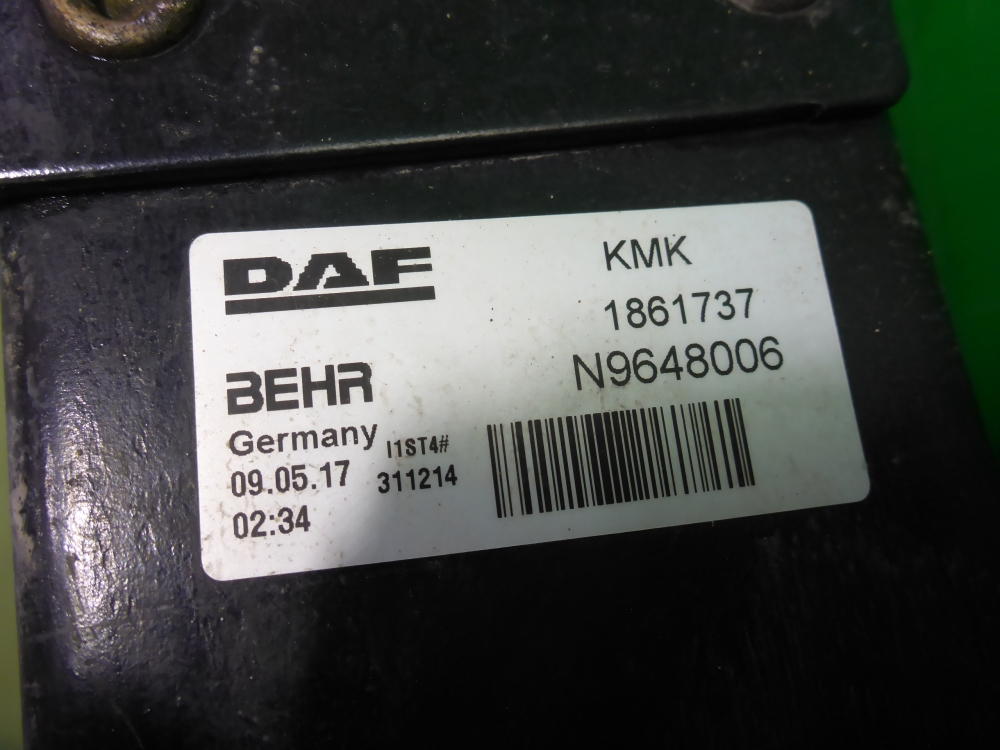 DAF
KMK
1861737
BEHR
N9648006
Germany I1ST4#
09.05.17 311214
02:34